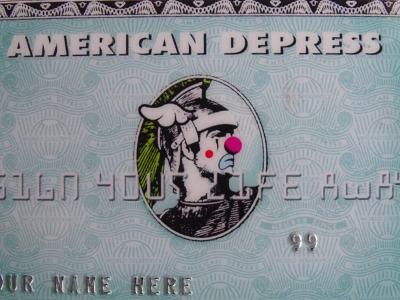 AMERICAN DEPRESS
SIGN YOUR LIFE AWAY
99
OUR NAME HERE